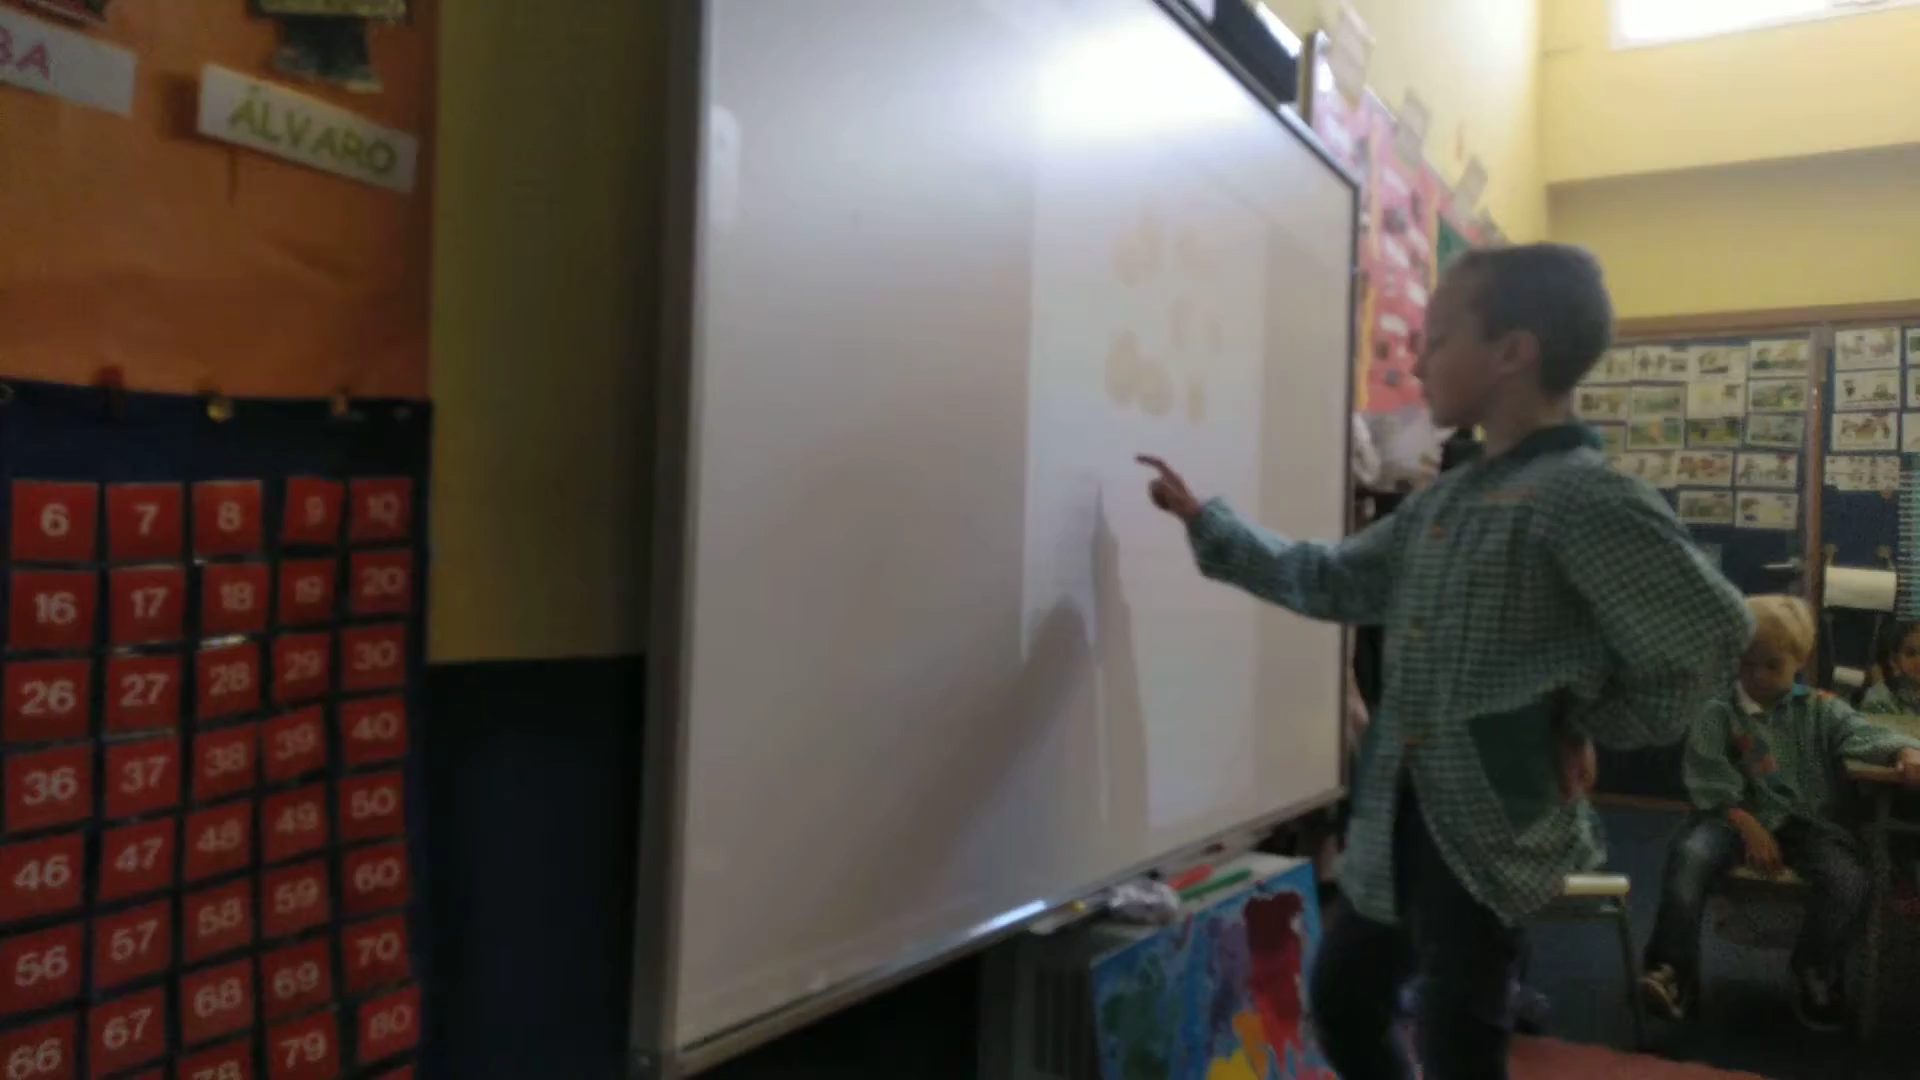 BA
ÁLVARO
6 7 8 9 10
16 17 18 19 20
26 27 28 29 30
36 37 38 39 40
46 47 48 49 50
56 57 58 59 60
66 67 68 69 70
78 79 80